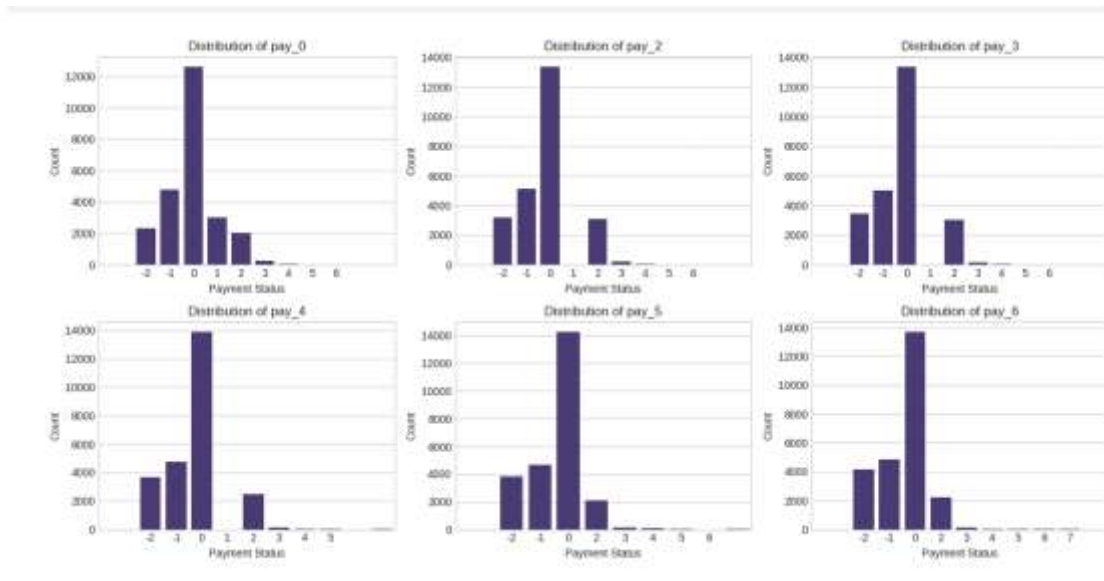 Distribution of pay_0
12000
10000
8000
6000
4000
2000
0
Count
-2 -1 0 1 2 3 4 5 6
Payment Status
Distribution of pay_2
14000
12000
10000
8000
6000
4000
2000
0
Count
-2 -1 0 1 2 3 4 5 6
Payment Status
Distribution of pay_3
14000
12000
10000
8000
6000
4000
2000
0
Count
-2 -1 0 1 2 3 4 5 6
Payment Status
Distribution of pay_4
14000
12000
10000
8000
6000
4000
2000
0
Count
-2 -1 0 1 2 3 4 5
Payment Status
Distribution of pay_5
14000
12000
10000
8000
6000
4000
2000
0
Count
-2 -1 0 2 3 4 5 6
Payment Status
Distribution of pay_6
14000
12000
10000
8000
6000
4000
2000
0
Count
-2 -1 0 2 3 4 5 6 7
Payment Status